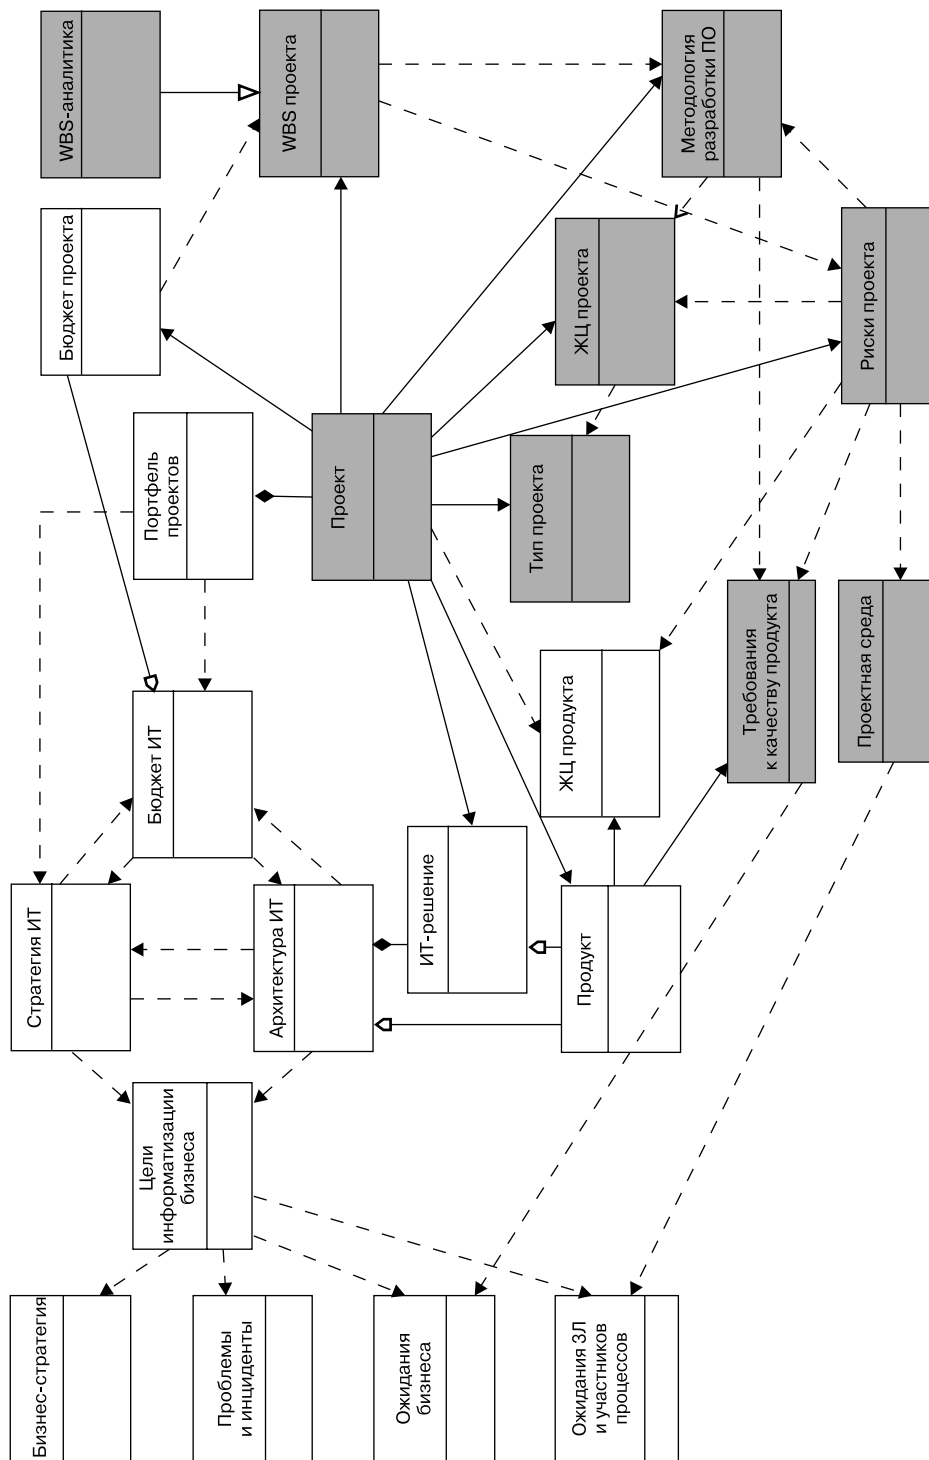 Бизнес-стратегия
Проблемы
и инциденты
Ожидания
бизнеса
Ожидания ЗЛ
и участников
процессов
Цели
информатизации
бизнеса
Стратегия ИТ
Архитектура ИТ
Бюджет ИТ
ИТ-решение
Продукт
ЖЦ продукта
Требования
к качеству продукта
Проектная среда
Портфель
проектов
Проект
Тип проекта
Бюджет проекта
ЖЦ проекта
Риски проекта
WBS-аналитика
WBS проекта
Методология
разработки ПО